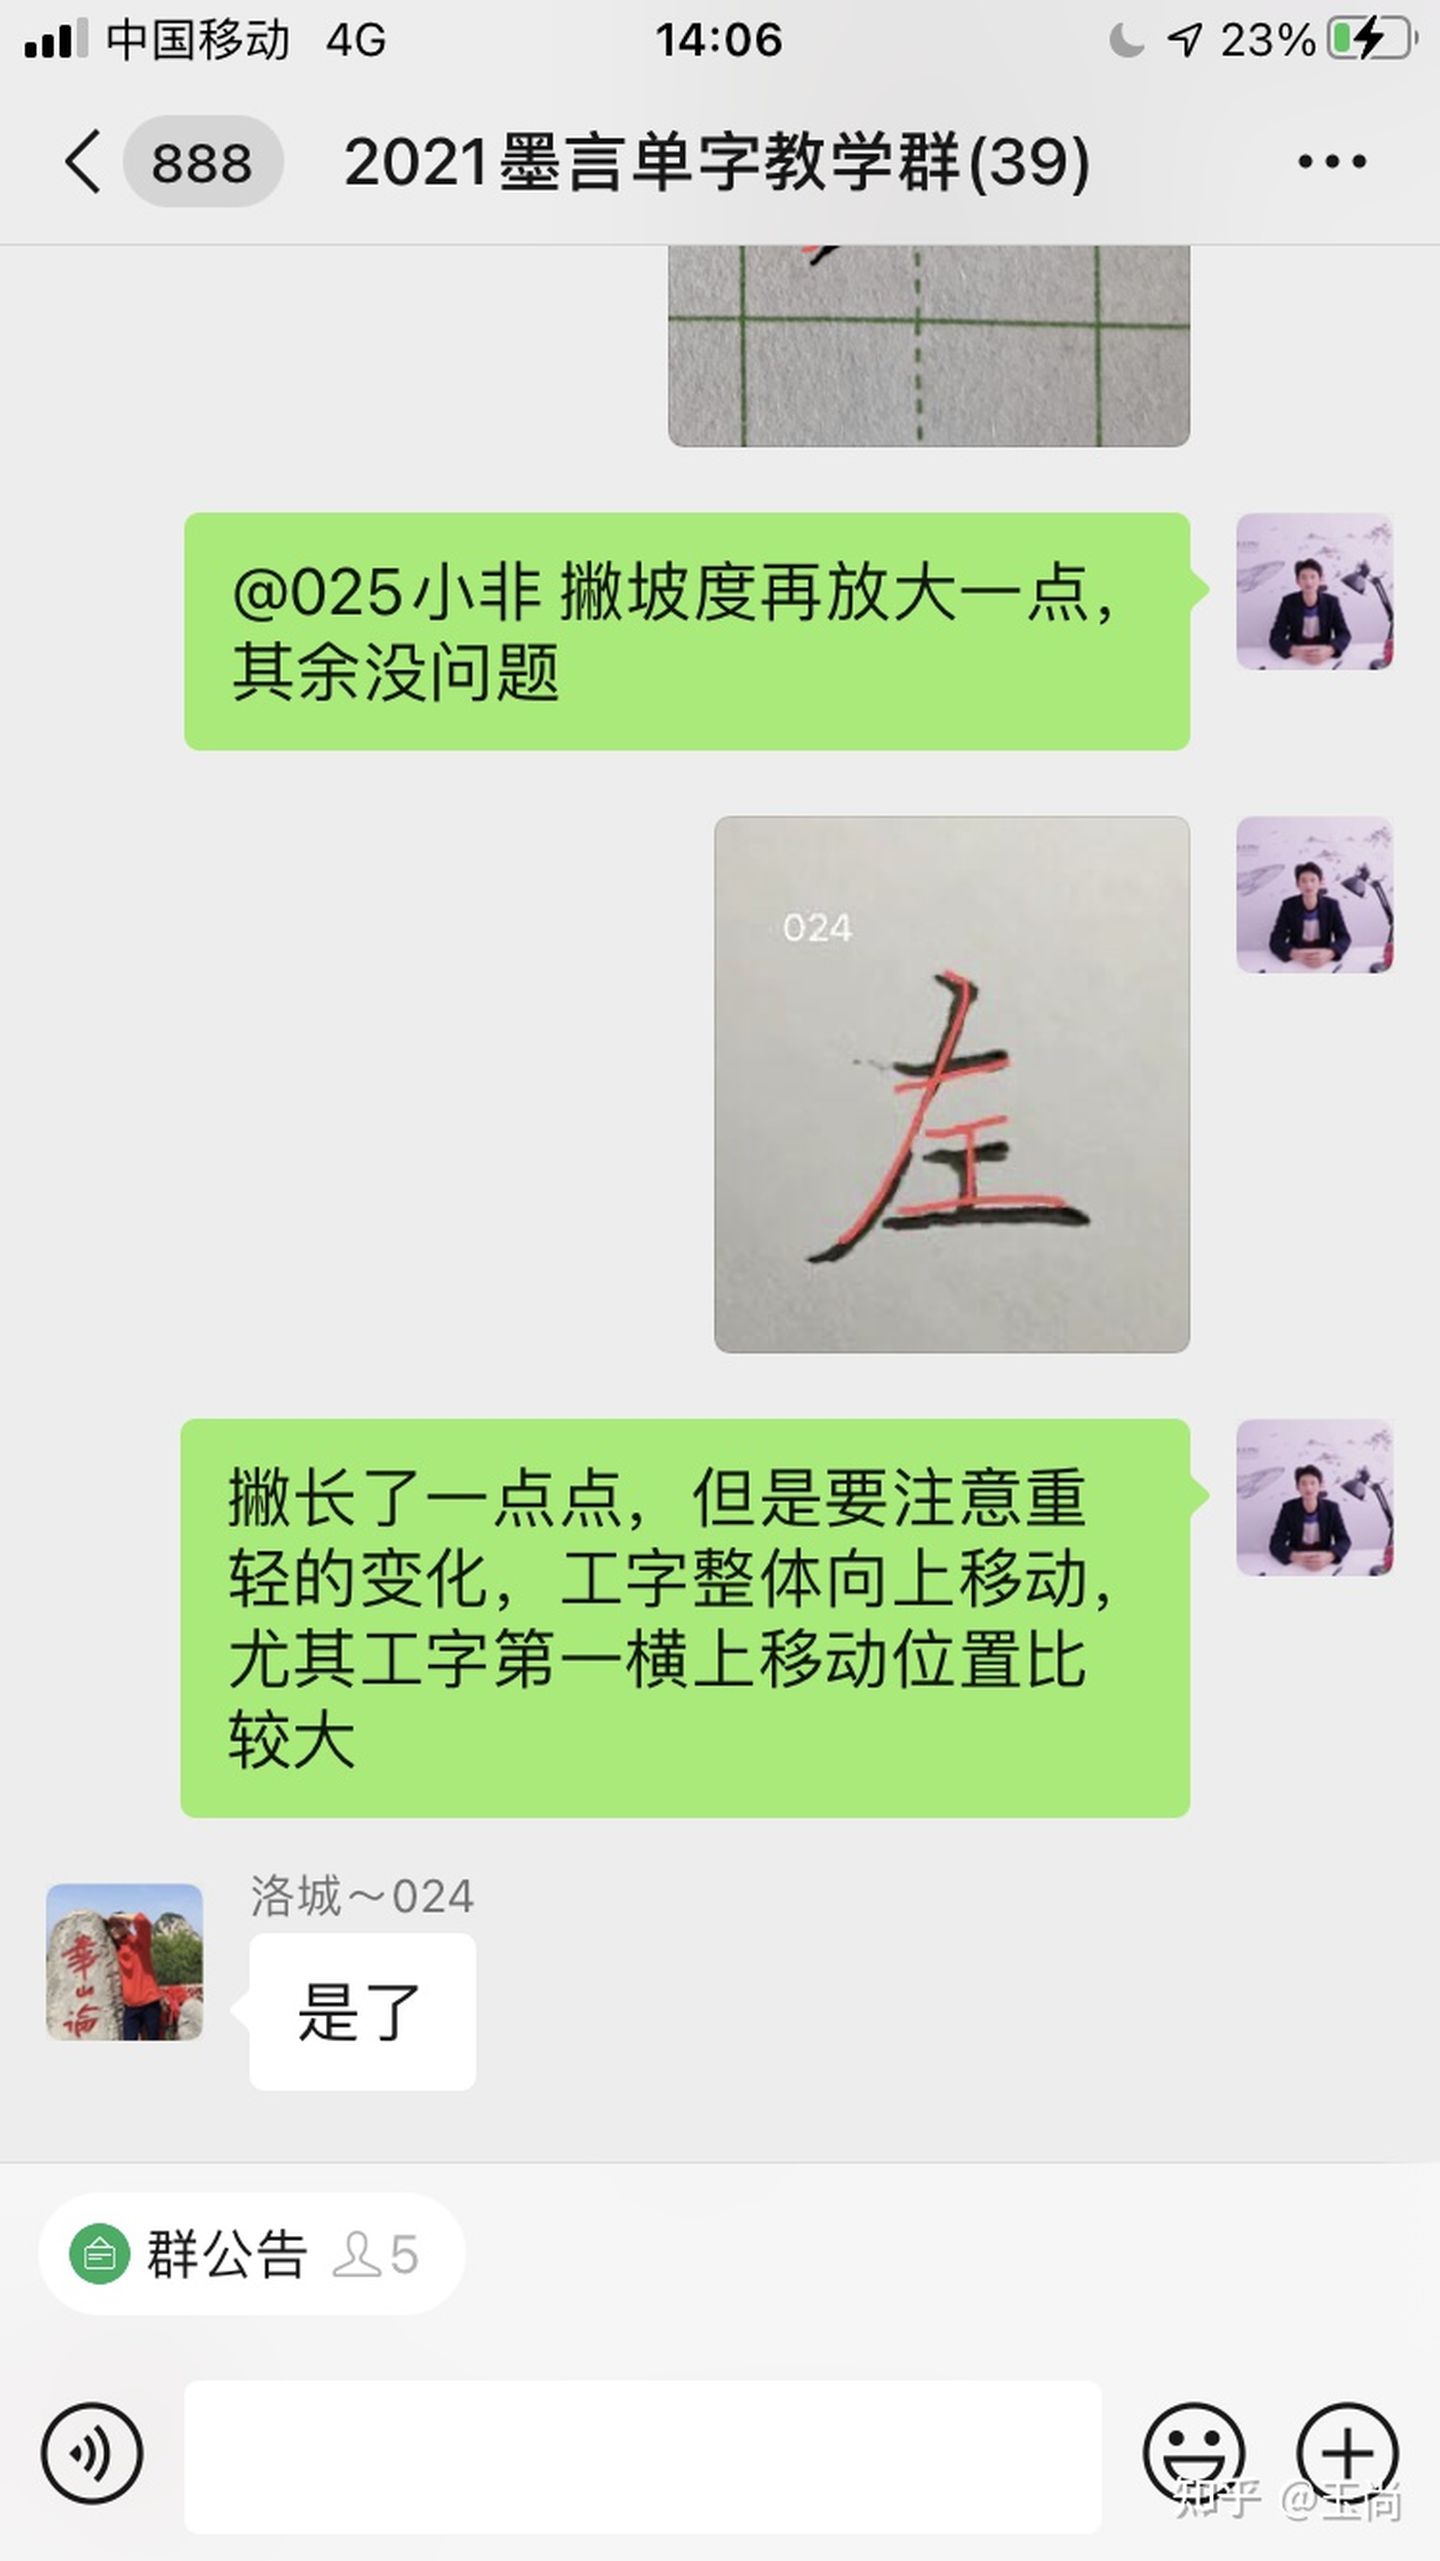 中国移动 4G 14:06 23%
888 2021墨言单字教学群(39)
@025小非 撇坡度再放大一点，
其余没问题
024
左
撇长了一点点，但是要注意重
轻的变化，工字整体向上移动，
尤其工字第一横上移动位置比
较大
洛城～024
華山論
是了
群公告 5
知乎 @玉尚